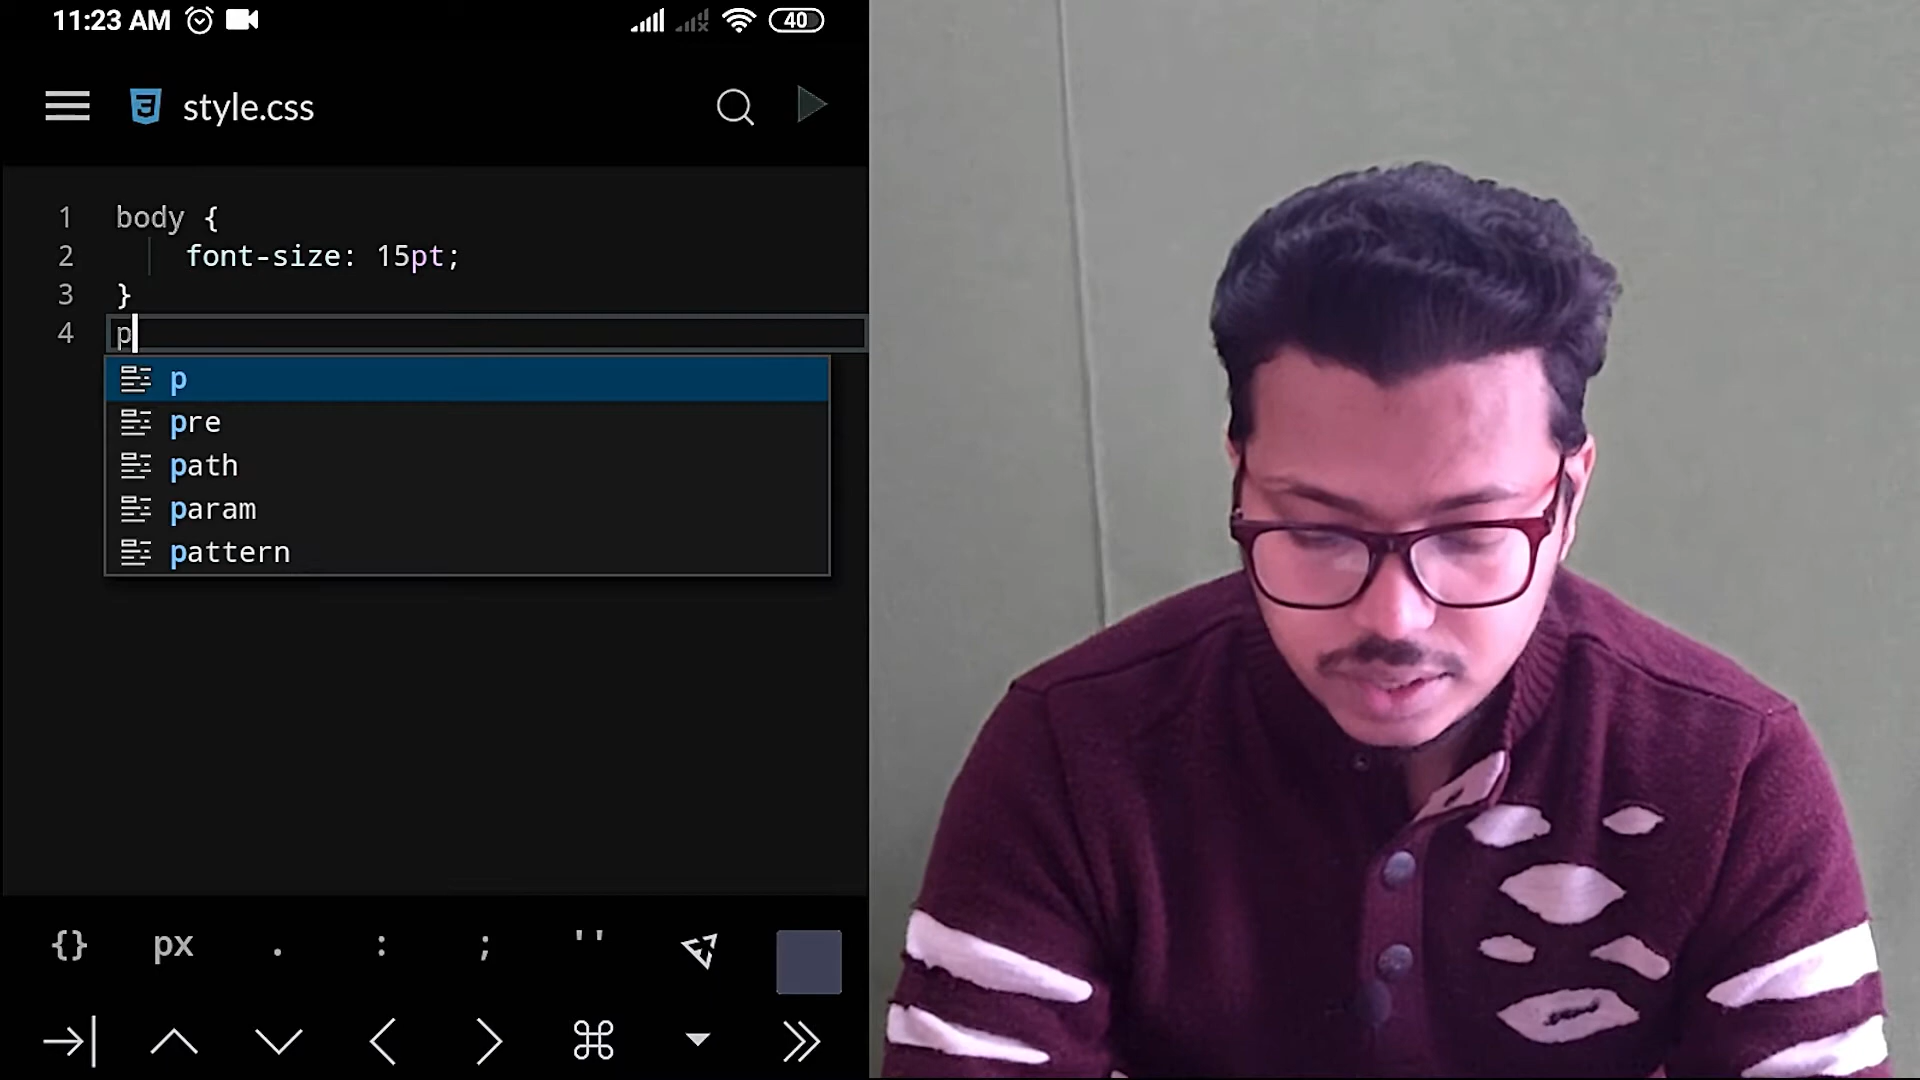 11:23 AM 40
style.css
1 body {
2 font-size: 15pt;
3 }
4 p
p
pre
path
param
pattern
{} px . : ; ''